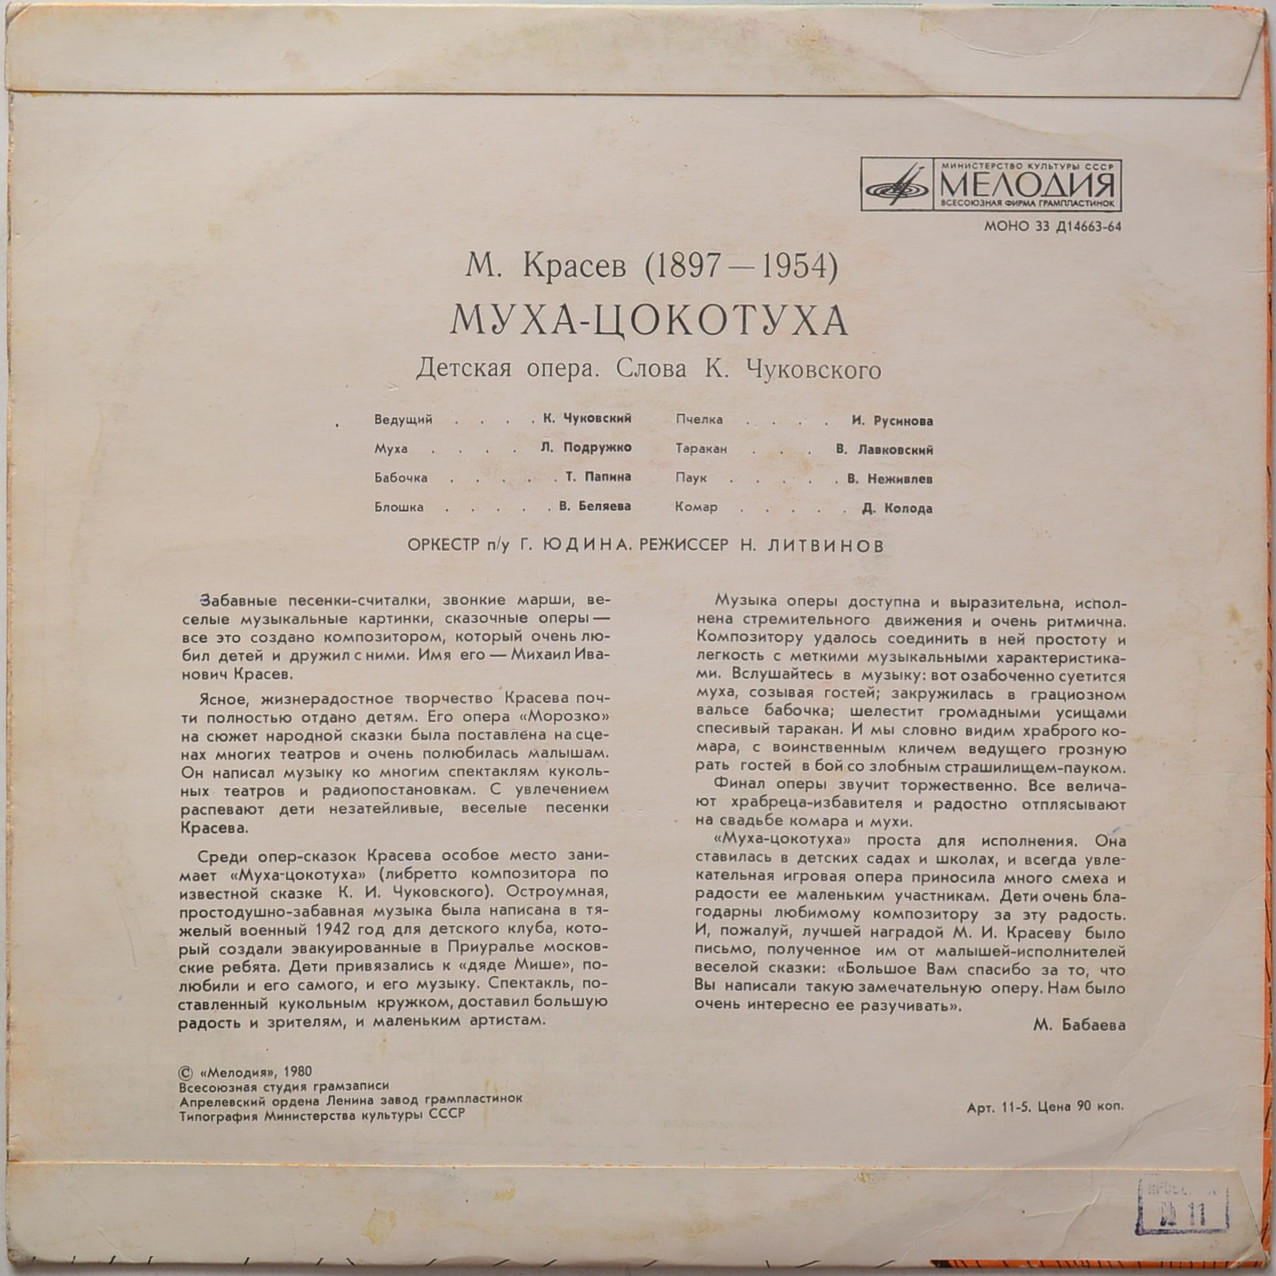 МИНИСТЕРСТВО КУЛЬТУРЫ СССР
МЕЛОДИЯ
ВСЕСОЮЗНАЯ ФИРМА ГРАМПЛАСТИНОК
МОНО 33 Д14663-64
М. Красев (1897—1954)
МУХА-ЦОКОТУХА
Детская опера. Слова К. Чуковского
Ведущий . . . . К. Чуковский
Муха . . . . Л. Подружко
Бабочка . . . . . Т. Папина
Блошка . . . . . В. Беляева
Пчелка . . . . И. Русинова
Таракан . . . В. Лавковский
Паук . . . . . В. Неживлев
Комар . . . . . Д. Колода
ОРКЕСТР п/у Г. ЮДИНА. РЕЖИССЕР Н. ЛИТВИНОВ
Забавные песенки-считалки, звонкие марши, ве-
селые музыкальные картинки, сказочные оперы —
все это создано композитором, который очень лю-
бил детей и дружил с ними. Имя его — Михаил Ива-
нович Красев.
Ясное, жизнерадостное творчество Красева поч-
ти полностью отдано детям. Его опера «Морозко»
на сюжет народной сказки была поставлена на сце-
нах многих театров и очень полюбилась малышам.
Он написал музыку ко многим спектаклям куколь-
ных театров и радиопостановкам. С увлечением
распевают дети незатейливые, веселые песенки
Красева.
Среди опер-сказок Красева особое место зани-
мает «Муха-цокотуха» (либретто композитора по
известной сказке К. И. Чуковского). Остроумная,
простодушно-забавная музыка была написана в тя-
желый военный 1942 год для детского клуба, кото-
рый создали эвакуированные в Приуралье москов-
ские ребята. Дети привязались к «дяде Мише», по-
любили и его самого, и его музыку. Спектакль, по-
ставленный кукольным кружком, доставил большую
радость и зрителям, и маленьким артистам.
Музыка оперы доступна и выразительна, испол-
нена стремительного движения и очень ритмична.
Композитору удалось соединить в ней простоту и
легкость с меткими музыкальными характеристика-
ми. Вслушайтесь в музыку: вот озабоченно суетится
муха, созывая гостей; закружилась в грациозном
вальсе бабочка; шелестит громадными усищами
спесивый таракан. И мы словно видим храброго ко-
мара, с воинственным кличем ведущего грозную
рать гостей в бой со злобным страшилищем-пауком.
Финал оперы звучит торжественно. Все велича-
ют храбреца-избавителя и радостно отплясывают
на свадьбе комара и мухи.
«Муха-цокотуха» проста для исполнения. Она
ставилась в детских садах и школах, и всегда увле-
кательная игровая опера приносила много смеха и
радости ее маленьким участникам. Дети очень бла-
годарны любимому композитору за эту радость.
И, пожалуй, лучшей наградой М. И. Красеву было
письмо, полученное им от малышей-исполнителей
веселой сказки: «Большое Вам спасибо за то, что
Вы написали такую замечательную оперу. Нам было
очень интересно ее разучивать».
М. Бабаева
© «Мелодия», 1980
Всесоюзная студия грамзаписи
Апрелевский ордена Ленина завод грампластинок
Типография Министерства культуры СССР
Арт. 11-5. Цена 90 коп.
11